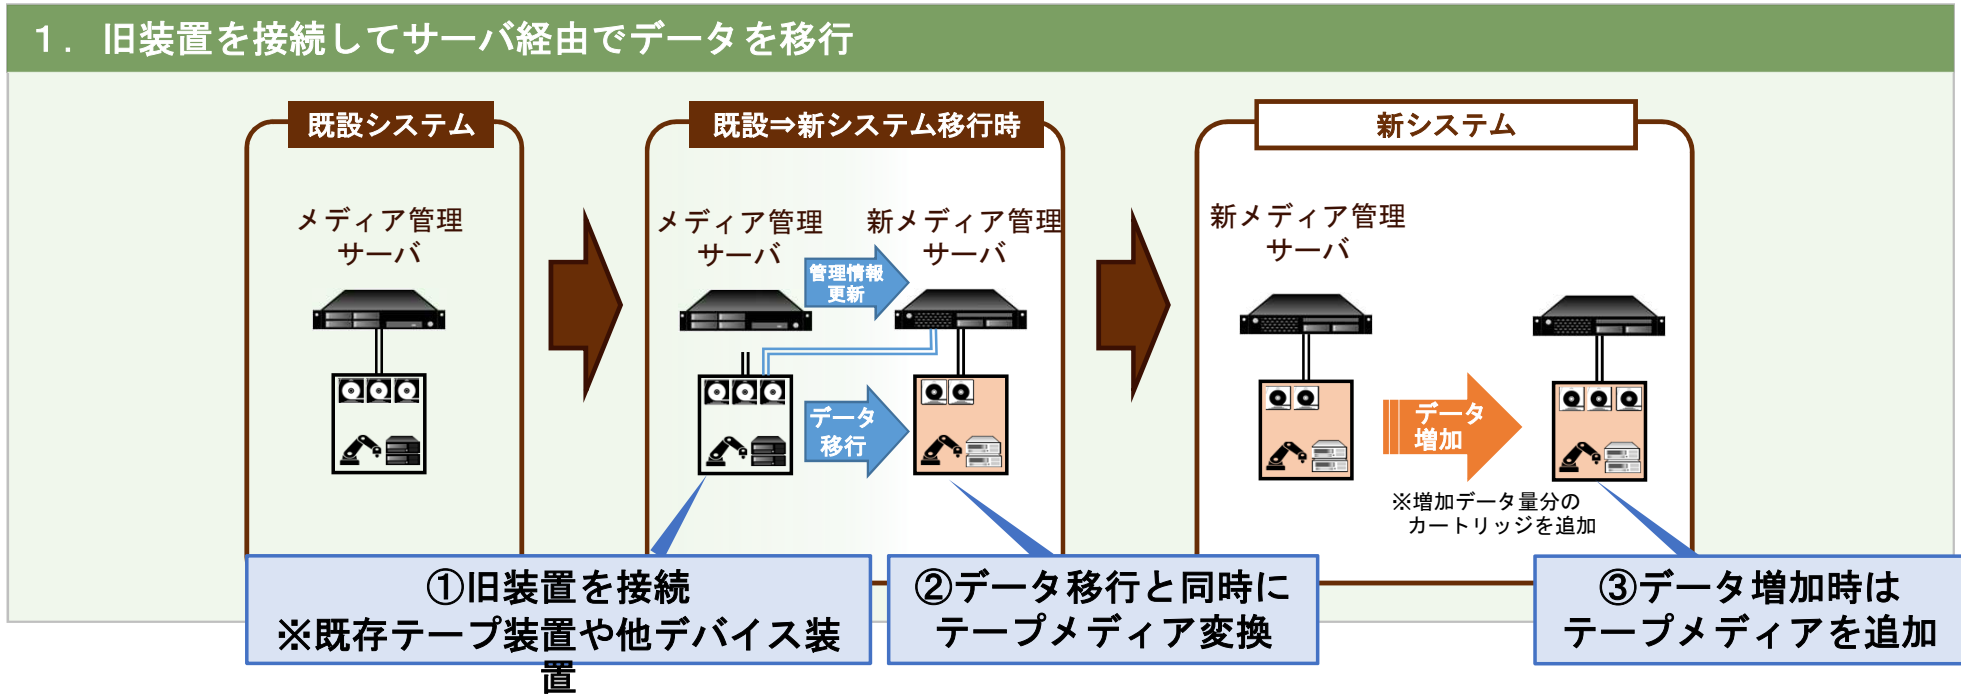 １．旧装置を接続してサーバ経由でデータを移行
既設システム
メディア管理
サーバ
既設⇒新システム移行時
メディア管理
サーバ
新メディア管理
サーバ
管理情報
更新
データ
移行
新システム
新メディア管理
サーバ
データ
増加
※増加データ量分の
カートリッジを追加
①旧装置を接続
※既存テープ装置や他デバイス装
置
②データ移行と同時に
テープメディア変換
③データ増加時は
テープメディアを追加